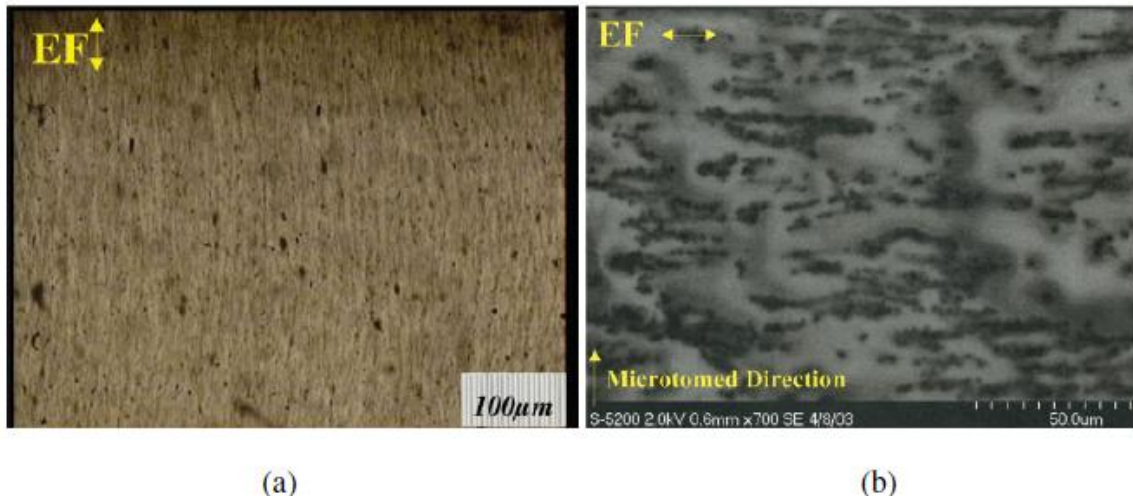 EF
100μm
EF
Microtomed Direction
S-5200 2.0kV 0.6mm x700 SE 4/8/03
50.0um
(a)
(b)